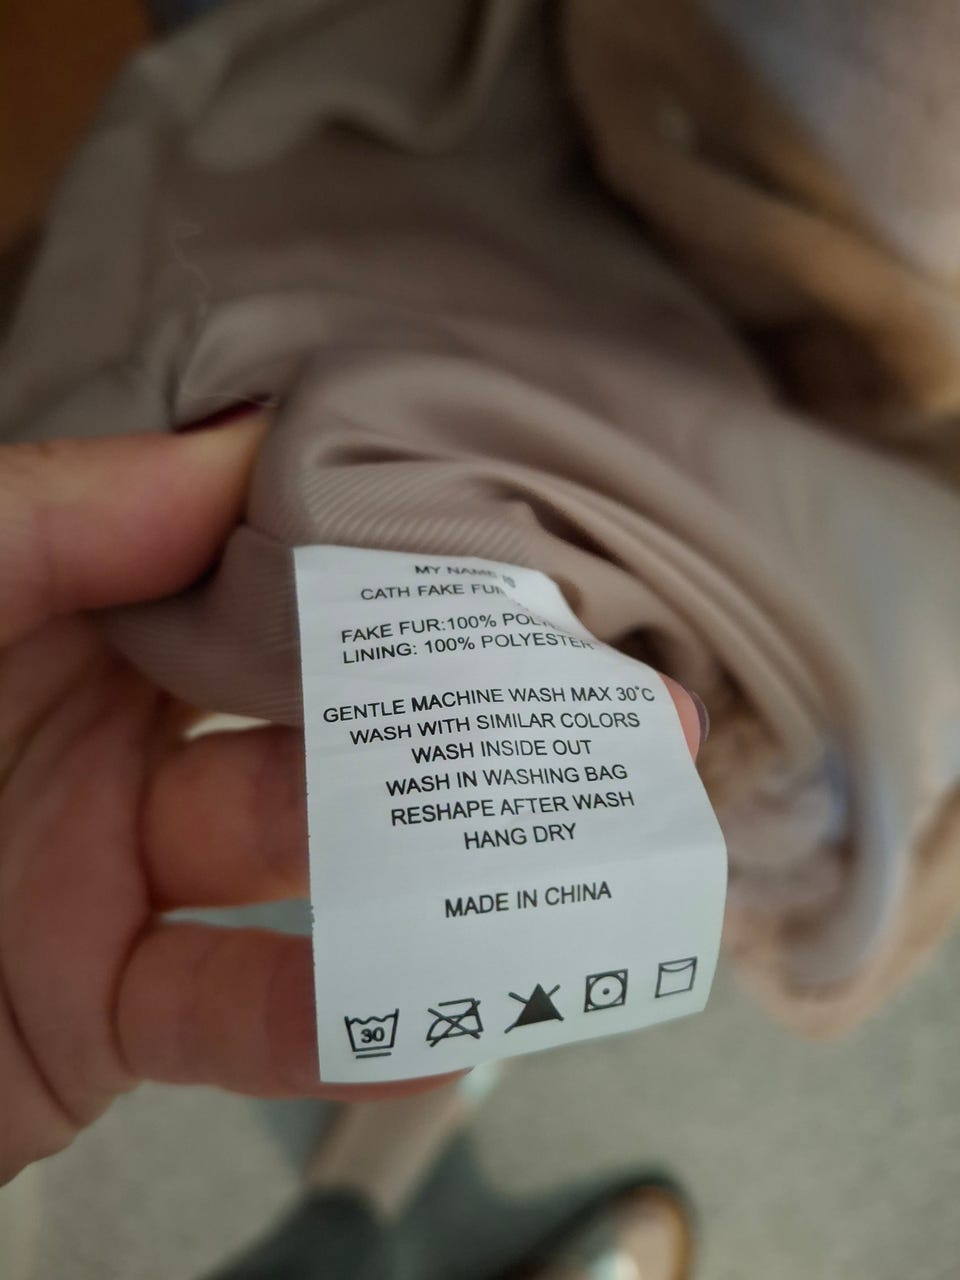 MY NAME IS
CATH FAKE FUR
FAKE FUR:100%
LINING: 100% POLYESTER
GENTLE MACHINE WASH MAX 30°C
WASH WITH SIMILAR COLORS
WASH INSIDE OUT
WASH IN WASHING BAG
RESHAPE AFTER WASH
HANG DRY
MADE IN CHINA
30